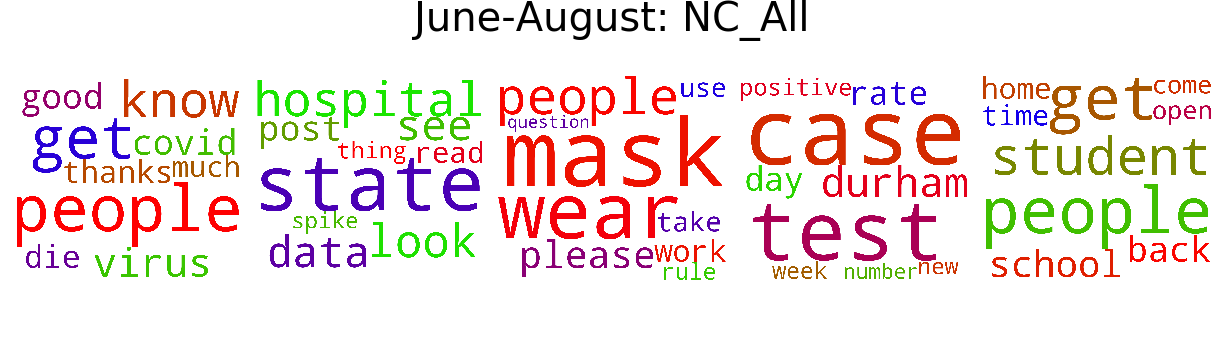 June-August: NC_All
good know
get covid
thanks much
people
die virus
hospital
post see
thing read
state
spike
data look
people use
question
mask
wear take
please work
rule
positive rate
case
day durham
test
week number new
home get come
time open
student
people
school back